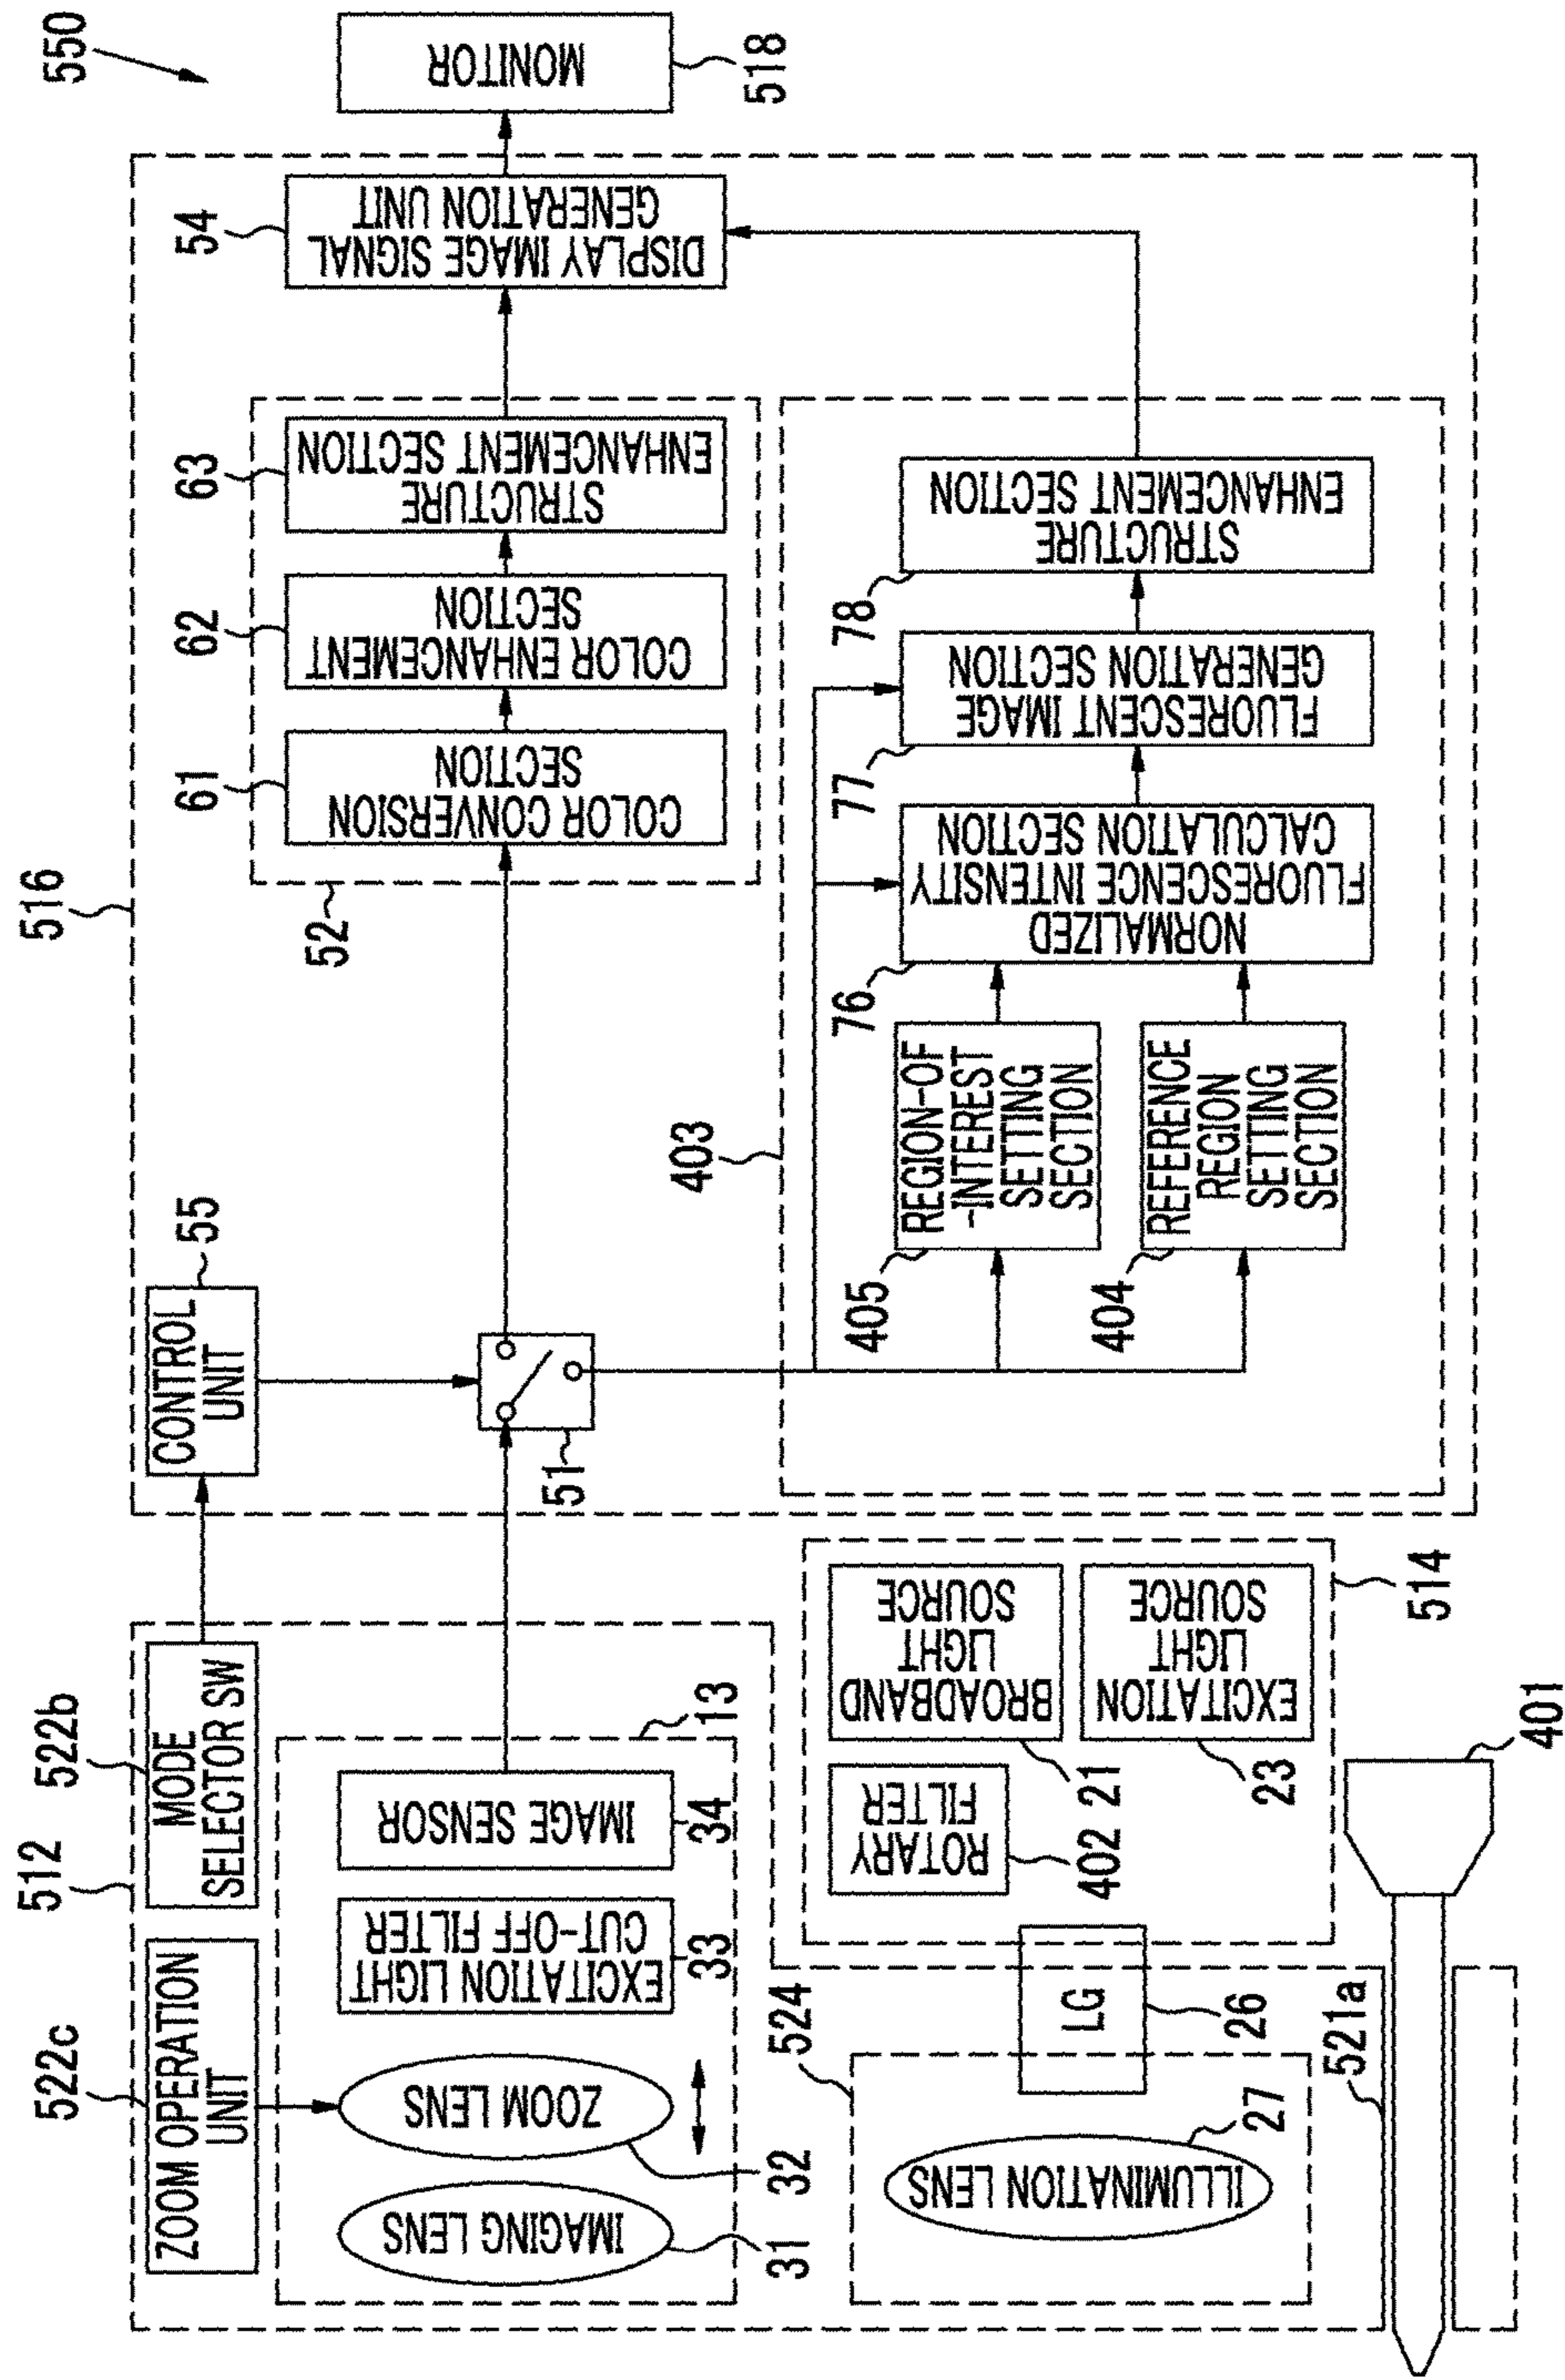 550
516
512
522c
ZOOM OPERATION
UNIT
522b
MODE
SELECTOR SW
CONTROL
UNIT
55
IMAGING LENS
31
ZOOM LENS
32
EXCITATION LIGHT
CUT-OFF FILTER
33
IMAGE SENSOR
34
13
51
52
61
COLOR CONVERSION
SECTION
62
COLOR ENHANCEMENT
SECTION
63
STRUCTURE
ENHANCEMENT SECTION
54
DISPLAY IMAGE SIGNAL
GENERATION UNIT
MONITOR
518
403
405
REGION-OF
-INTEREST
SETTING
SECTION
404
REFERENCE
REGION
SETTING
SECTION
76
NORMALIZED
FLUORESCENCE INTENSITY
CALCULATION SECTION
77
FLUORESCENT IMAGE
GENERATION SECTION
78
STRUCTURE
ENHANCEMENT SECTION
524
ILLUMINATION LENS
27
LG
26
ROTARY
FILTER
402
BROADBAND
LIGHT
SOURCE
21
EXCITATION
LIGHT
SOURCE
23
514
521a
401